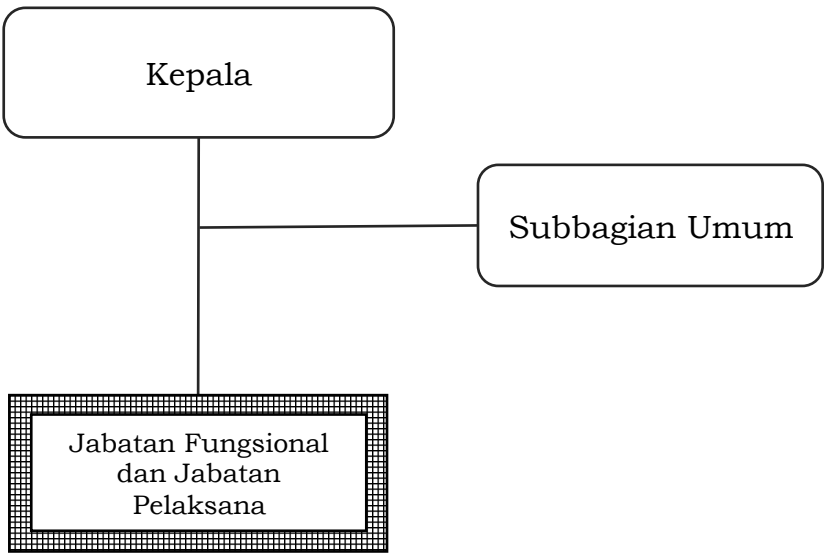 Kepala
Subbagian Umum
Jabatan Fungsional
dan Jabatan
Pelaksana